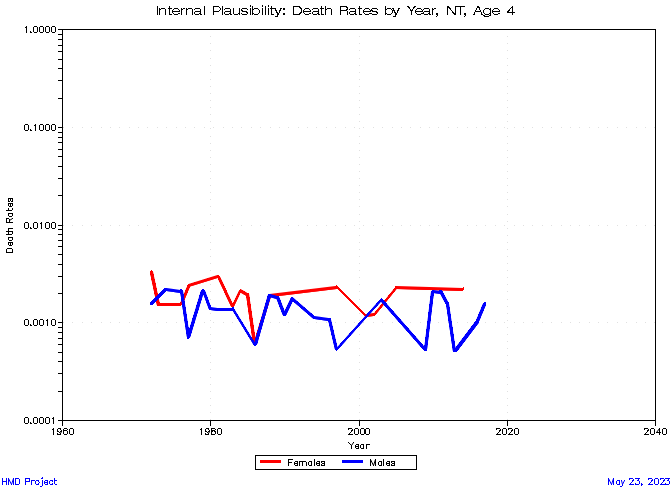 Internal Plausibility: Death Rates by Year, NT, Age 4
1.0000
0.1000
0.0100
0.0010
0.0001
Death Rates
1960
1980
2000
2020
2040
Year
Females
Males
HMD Project
May 23, 2023